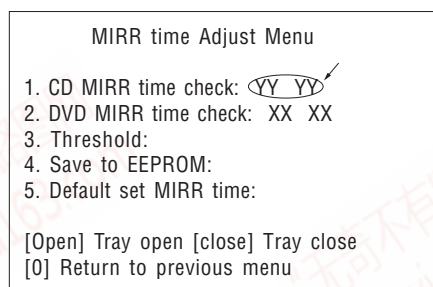 MIRR time Adjust Menu
1. CD MIRR time check: YY YY
2. DVD MIRR time check: XX XX
3. Threshold:
4. Save to EEPROM:
5. Default set MIRR time:
[Open] Tray open [close] Tray close
[0] Return to previous menu